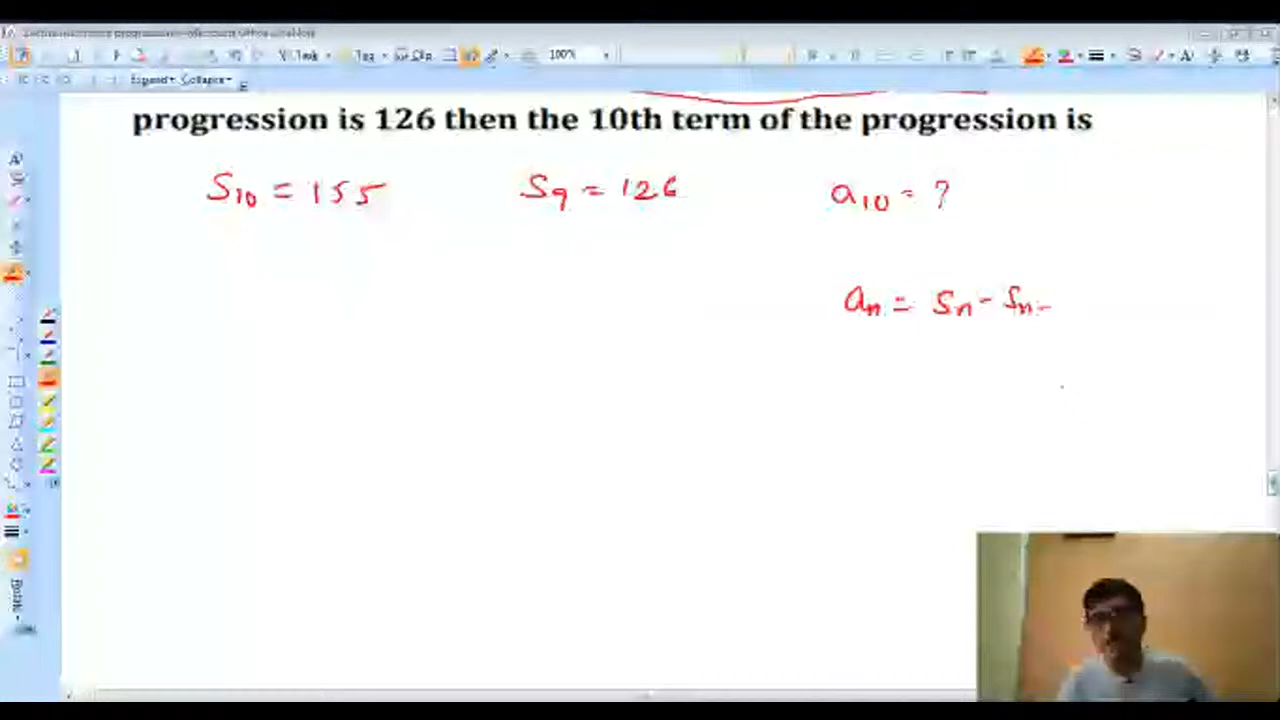 100%
progression is 126 then the 10th term of the progression is
S10 = 155 S9 = 126 a10 = ?
an = Sn - Sn-